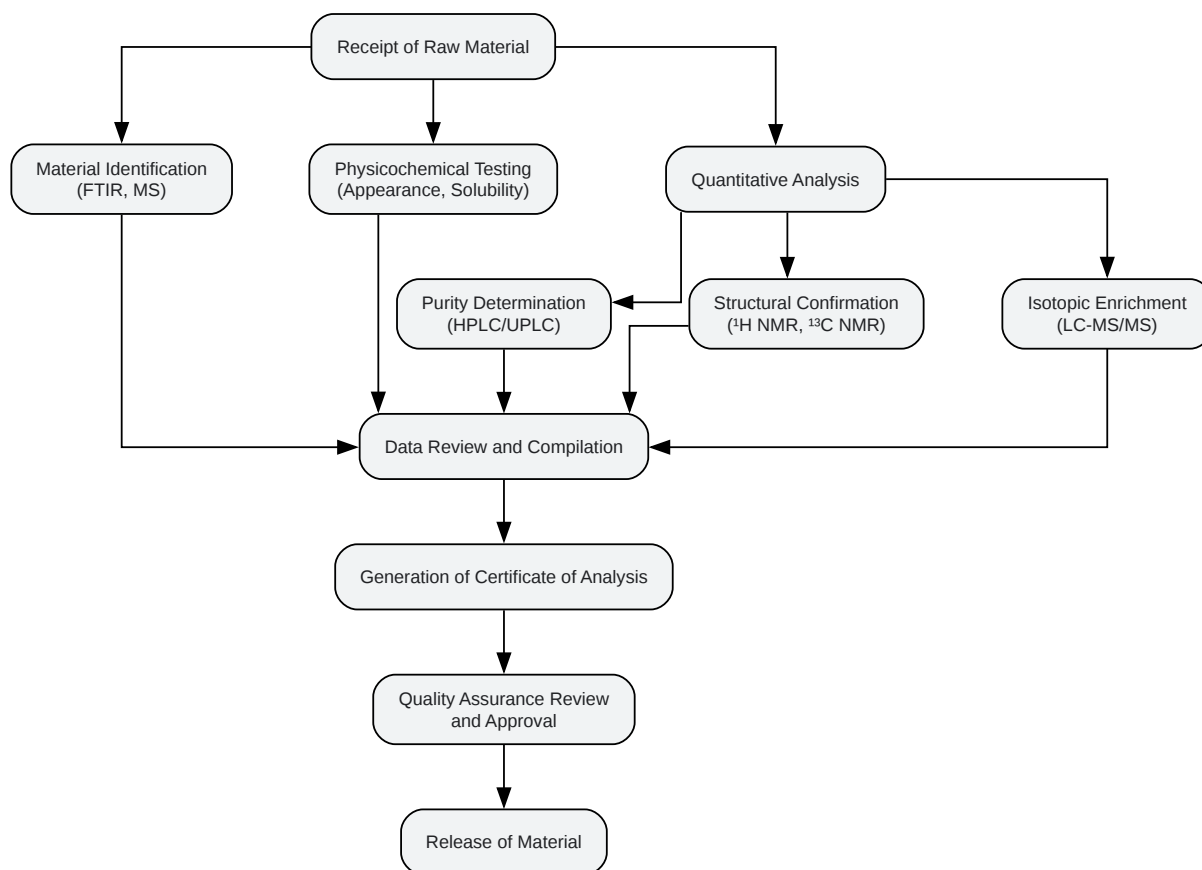 Receipt of Raw Material
Material Identification
(FTIR, MS)
Physicochemical Testing
(Appearance, Solubility)
Quantitative Analysis
Purity Determination
(HPLC/UPLC)
Structural Confirmation
(¹H NMR, ¹³C NMR)
Isotopic Enrichment
(LC-MS/MS)
Data Review and Compilation
Generation of Certificate of Analysis
Quality Assurance Review
and Approval
Release of Material